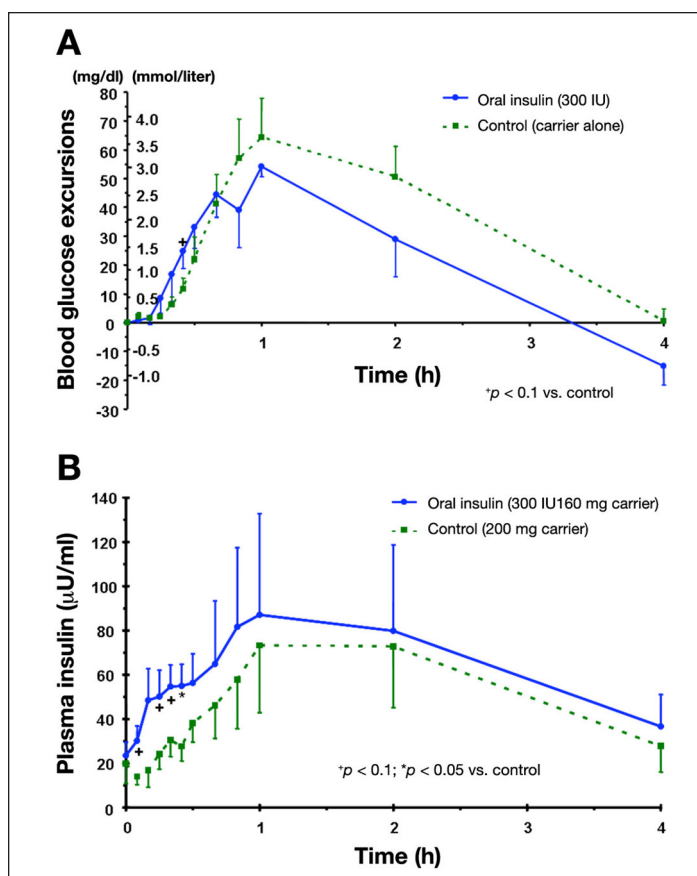 A
(mg/dl) (mmol/liter)
Blood glucose excursions
80
70
60
50
40
30
20
10
0
-10
-20
-30
4.0
3.5
3.0
2.5
2.0
1.5
1.0
0.5
-0.5
-1.0
Oral insulin (300 IU)
Control (carrier alone)
+
1 2 3 4
Time (h)
+p < 0.1 vs. control
B
Plasma insulin (μU/ml)
140
120
100
80
60
40
20
0
Oral insulin (300 IU160 mg carrier)
Control (200 mg carrier)
+ + + *
+p < 0.1; *p < 0.05 vs. control
0 1 2 3 4
Time (h)